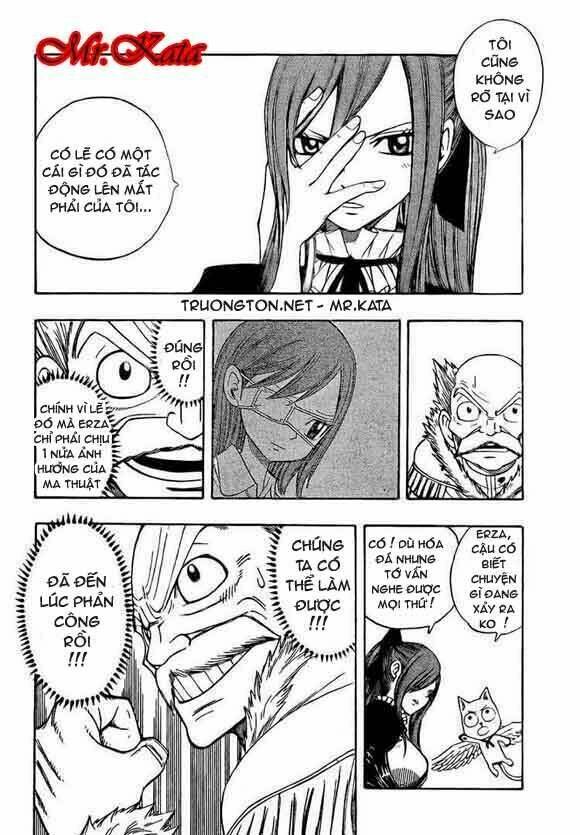 Mr.Kata
TÔI
CŨNG
KHÔNG
RÕ TẠI VÌ
SAO
CÓ LẼ CÓ MỘT
CÁI GÌ ĐÓ ĐÃ TÁC
ĐỘNG LÊN MẮT
PHẢI CỦA TÔI...
TRUONGTON.NET - MR.KATA
ĐÚNG
RỒI
!!
CHÍNH VÌ LẼ
ĐÓ MÀ ERZA
CHỈ PHẢI CHỊU
1 NỬA ẢNH
HƯỚNG CỦA
MA THUẬT
ERZA,
CẬU CÓ
BIẾT
CHUYỆN
GÌ ĐANG
XẢY RA
KO !
CÓ! DÙ HÓA
ĐÁ NHƯNG
TỚ VẪN
NGHE ĐƯỢC
MỌI THỨ!
CHÚNG
TA CÓ
THỂ LÀM
ĐƯỢC
!!!
ĐÃ ĐẾN
LÚC PHẢN
CÔNG
RỒI
!!!